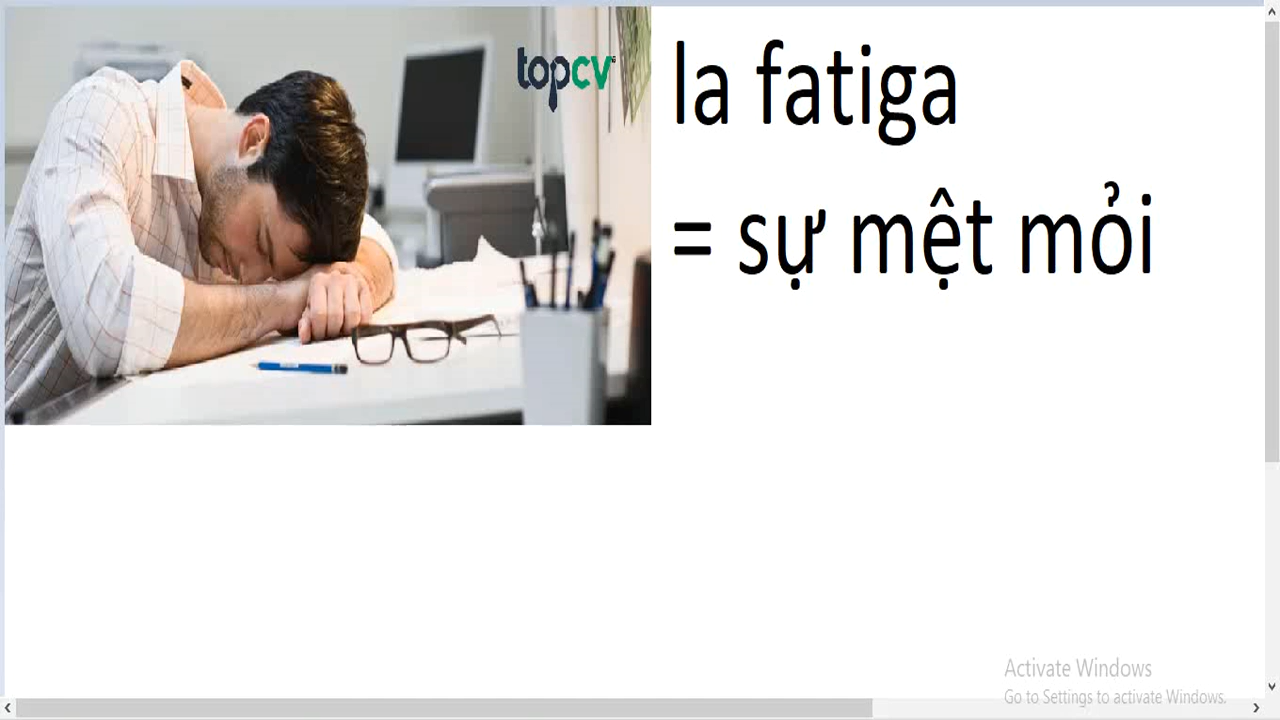 topcv
la fatiga
= sự mệt mỏi
Activate Windows
Go to Settings to activate Windows.